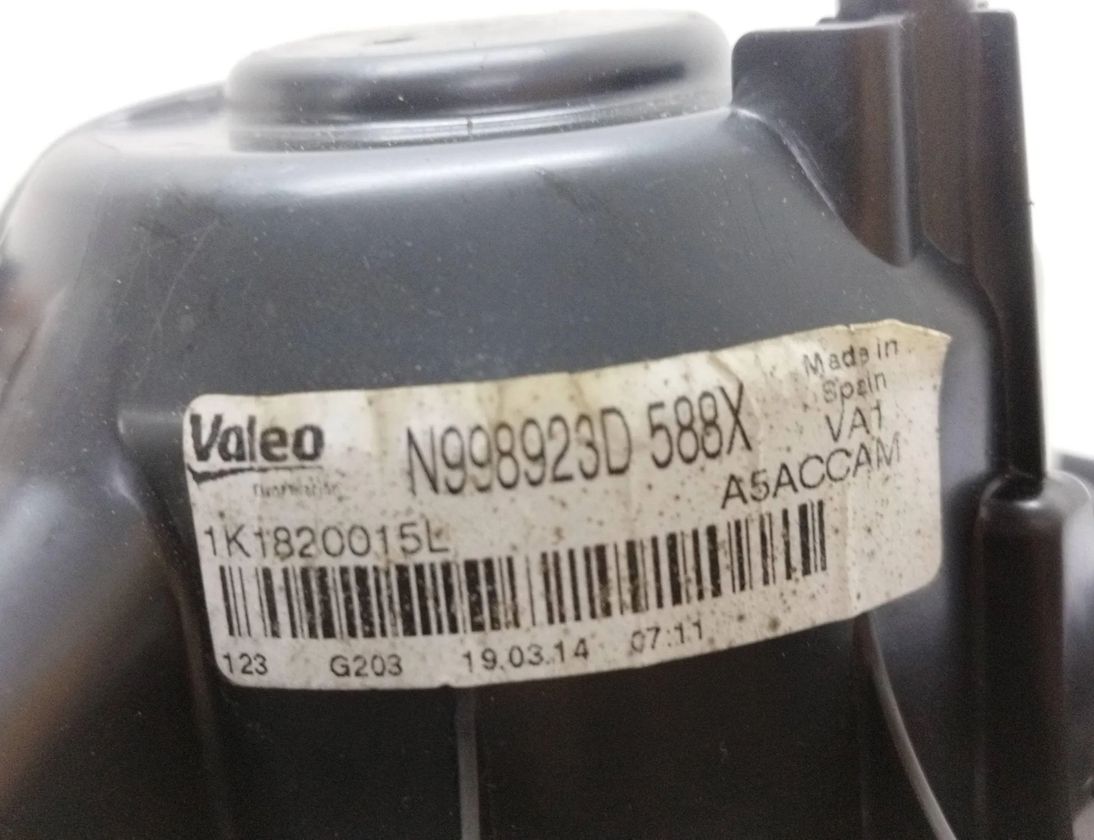 Valeo
N998923D 588X
Made in
Spain
VA1
A5ACCAM
1K1820015L
123 G203 19.03.14 07:11